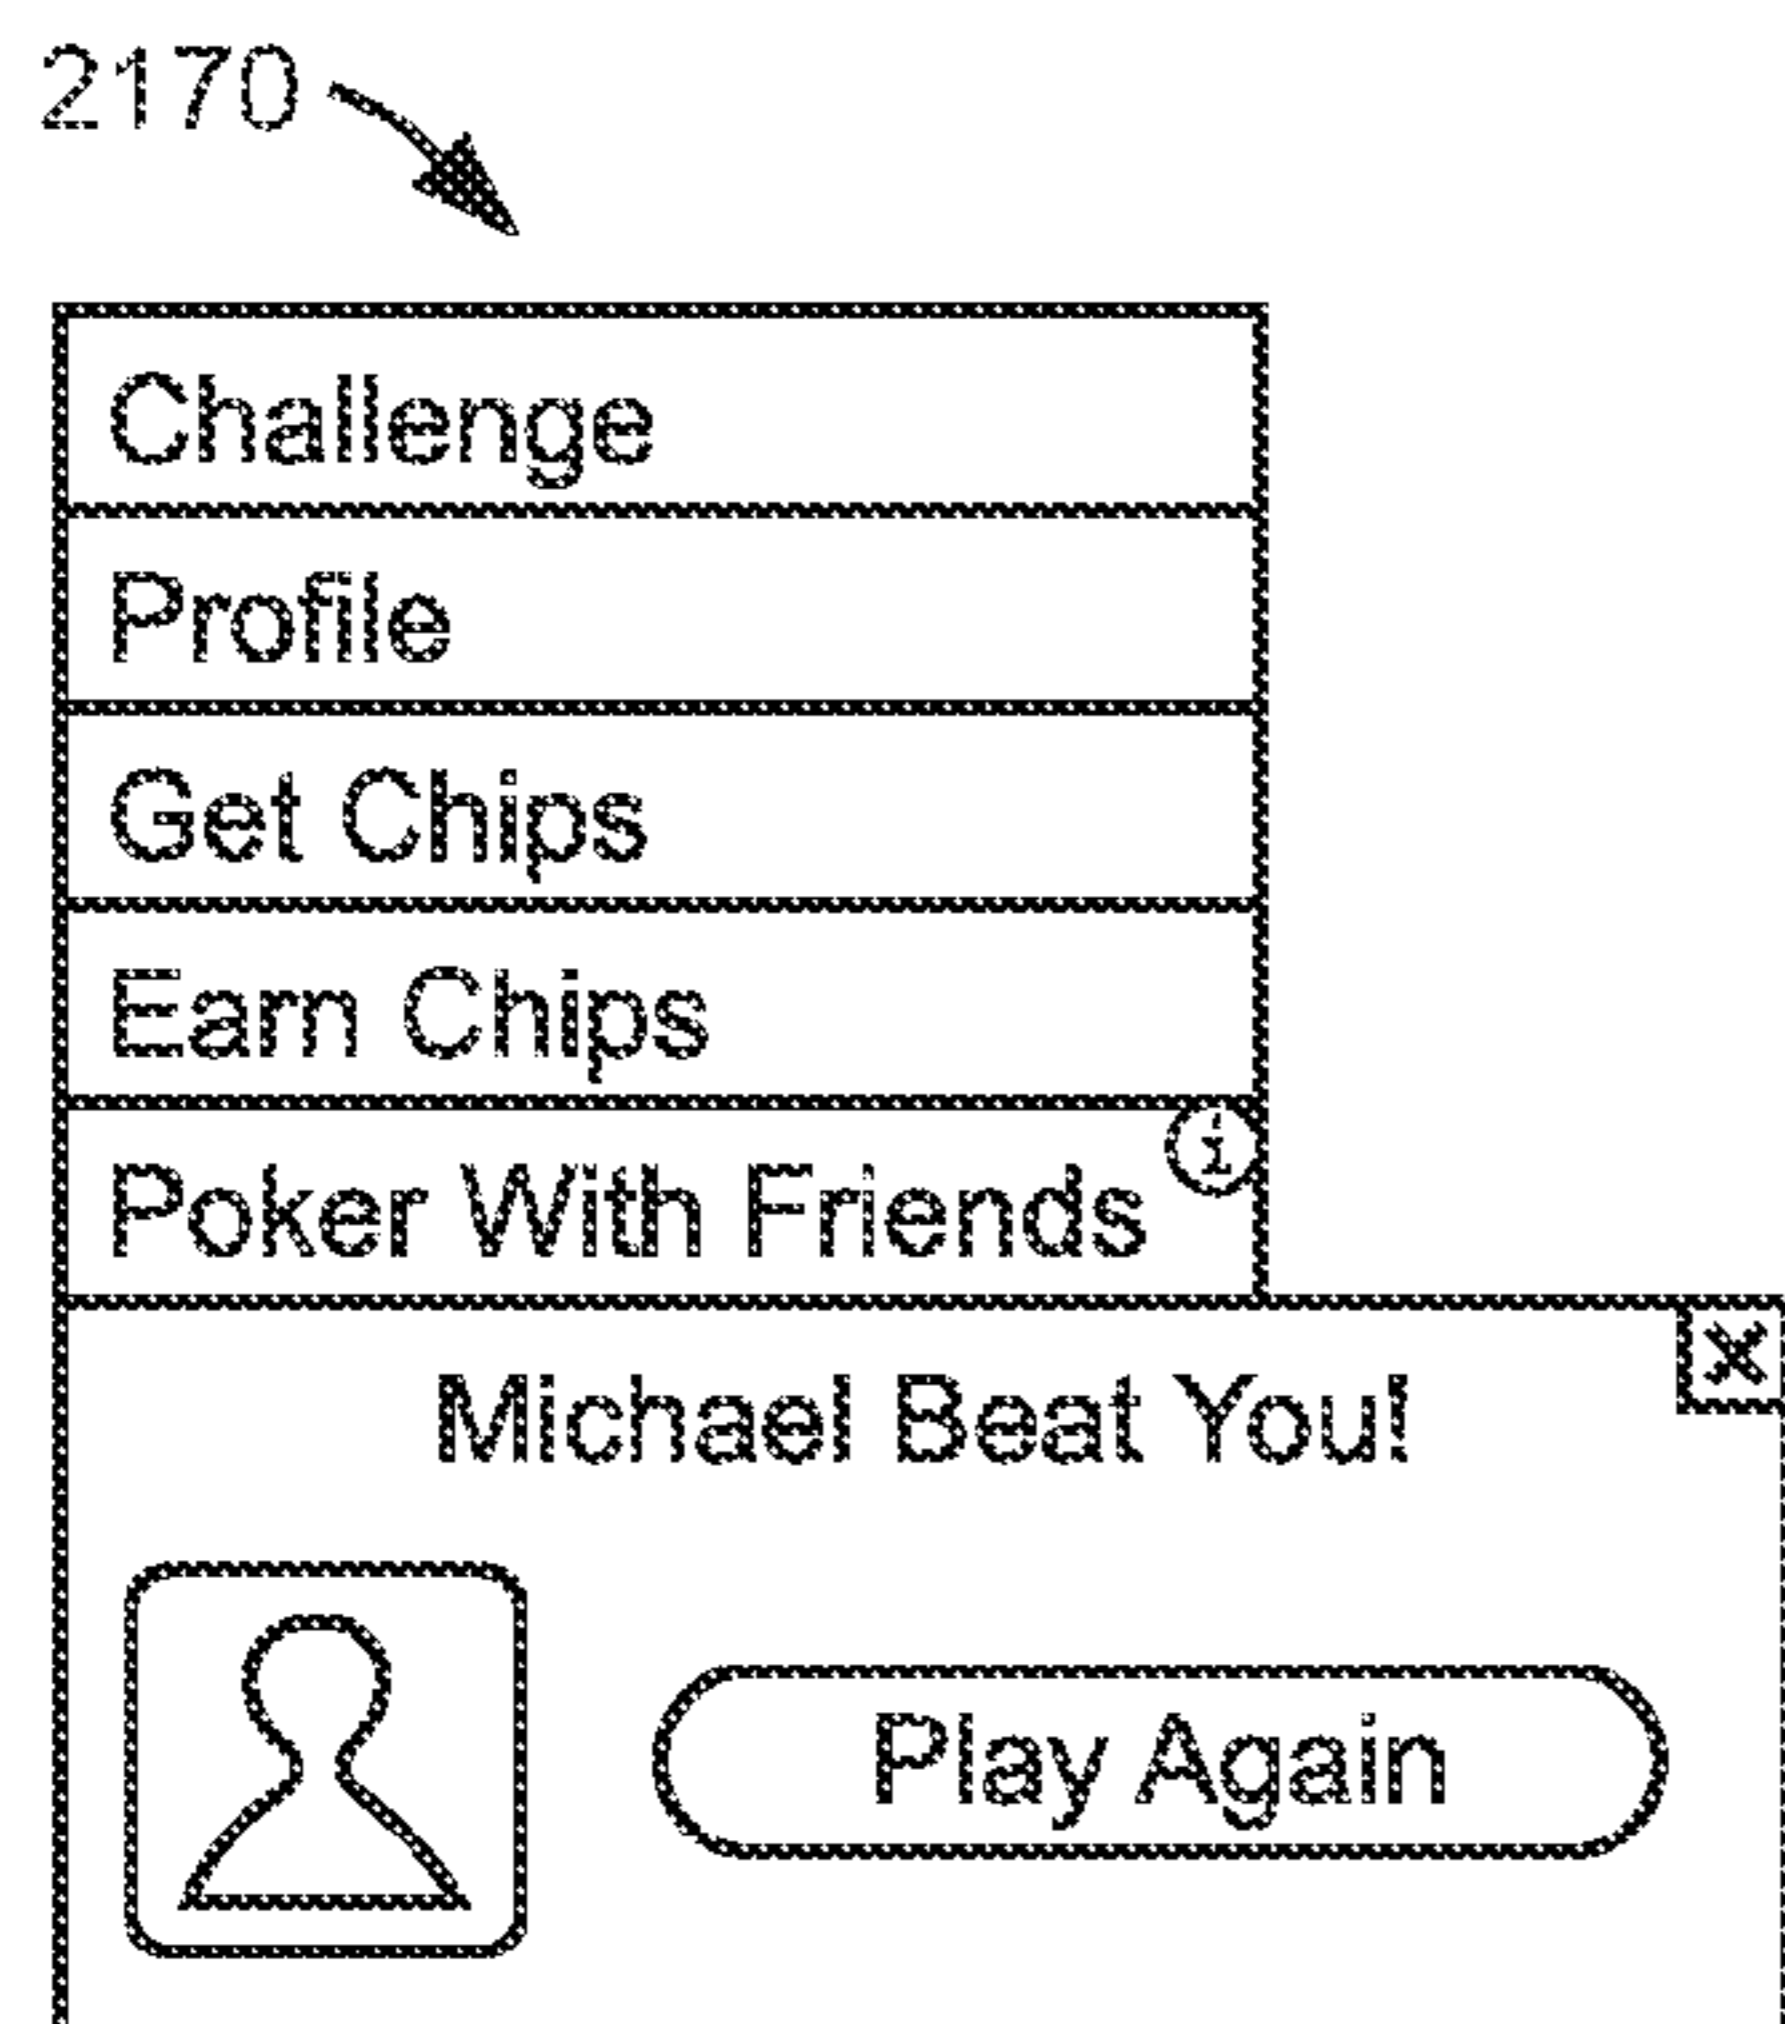 2170
Challenge
Profile
Get Chips
Earn Chips
i
Poker With Friends
X
Michael Beat You!
Play Again